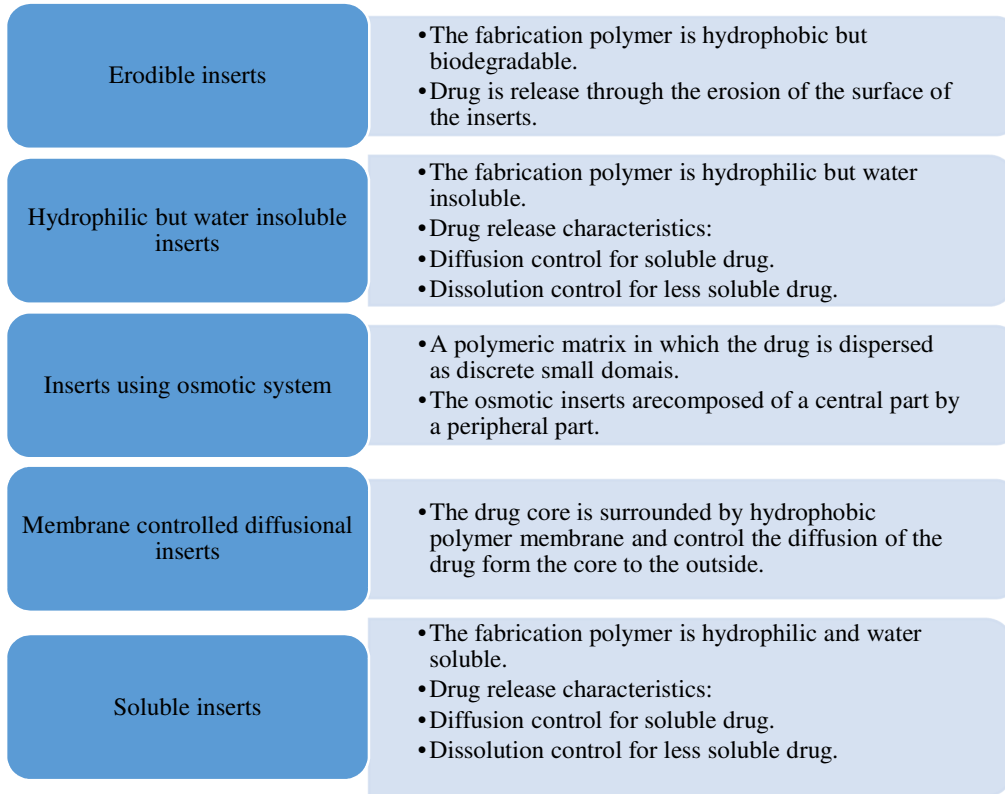 Erodible inserts
•The fabrication polymer is hydrophobic but
biodegradable.
•Drug is release through the erosion of the surface of
the inserts.
Hydrophilic but water insoluble
inserts
•The fabrication polymer is hydrophilic but water
insoluble.
•Drug release characteristics:
•Diffusion control for soluble drug.
•Dissolution control for less soluble drug.
Inserts using osmotic system
•A polymeric matrix in which the drug is dispersed
as discrete small domais.
•The osmotic inserts arecomposed of a central part by
a peripheral part.
Membrane controlled diffusional
inserts
•The drug core is surrounded by hydrophobic
polymer membrane and control the diffusion of the
drug form the core to the outside.
Soluble inserts
•The fabrication polymer is hydrophilic and water
soluble.
•Drug release characteristics:
•Diffusion control for soluble drug.
•Dissolution control for less soluble drug.